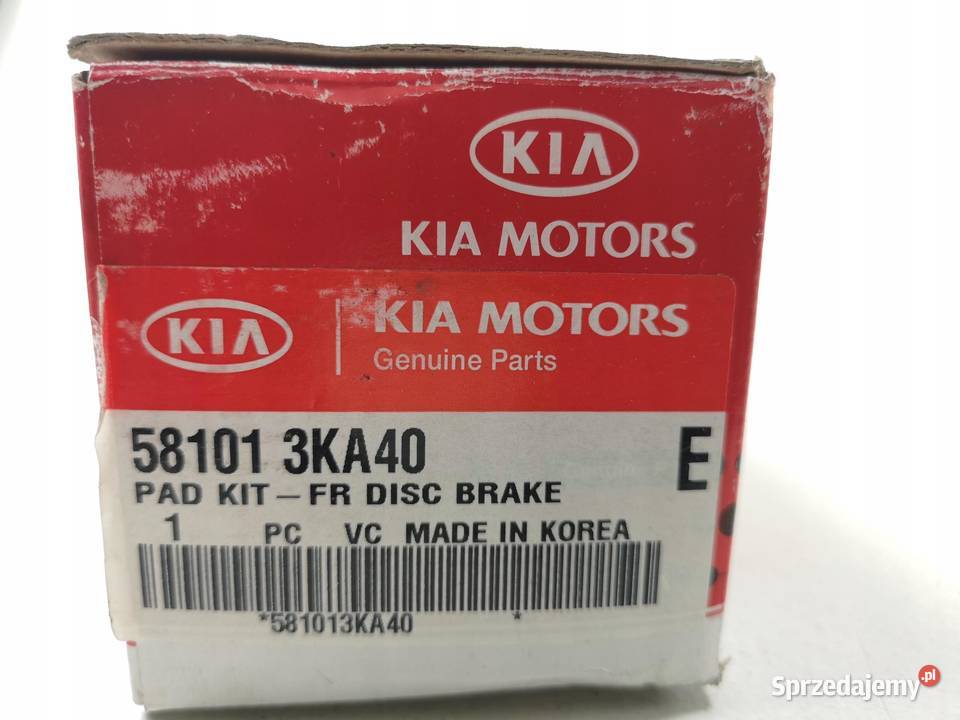 KIA
KIA MOTORS
KIA
KIA MOTORS
Genuine Parts
58101 3KA40 E
PAD KIT - FR DISC BRAKE
1 PC VC MADE IN KOREA
*581013KA40 *
Sprzedajemy.pl